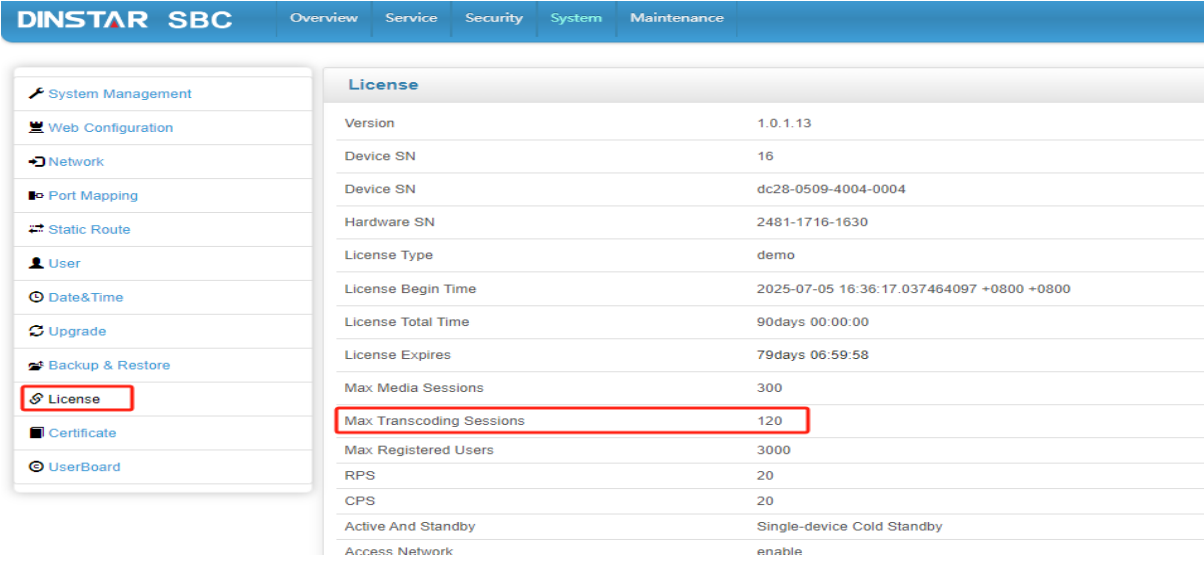 DINSTAR SBC
Overview Service Security System Maintenance
System Management
Web Configuration
Network
Port Mapping
Static Route
User
Date&Time
Upgrade
Backup & Restore
License
Certificate
UserBoard
License
Version 1.0.1.13
Device SN 16
Device SN dc28-0509-4004-0004
Hardware SN 2481-1716-1630
License Type demo
License Begin Time 2025-07-05 16:36:17.037464097 +0800 +0800
License Total Time 90days 00:00:00
License Expires 79days 06:59:58
Max Media Sessions 300
Max Transcoding Sessions 120
Max Registered Users 3000
RPS 20
CPS 20
Active And Standby Single-device Cold Standby
Access Network enable